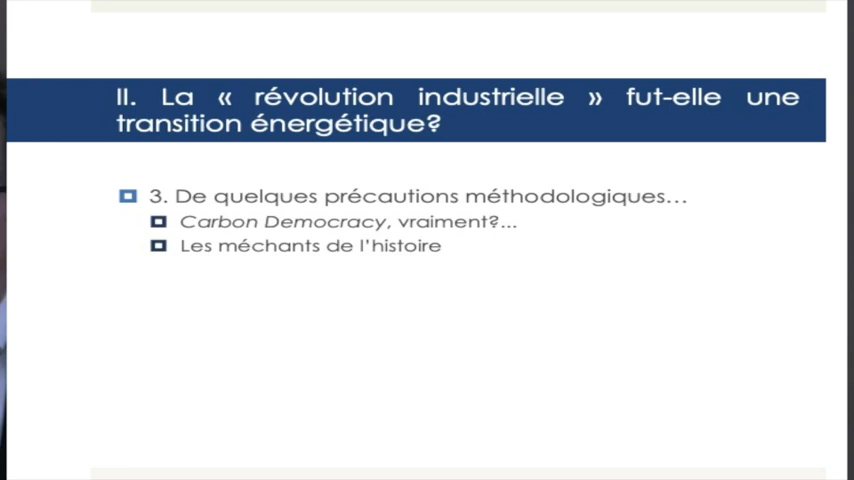 II. La « révolution industrielle » fut-elle une
transition énergétique?
3. De quelques précautions méthodologiques…
Carbon Democracy, vraiment?...
Les méchants de l'histoire